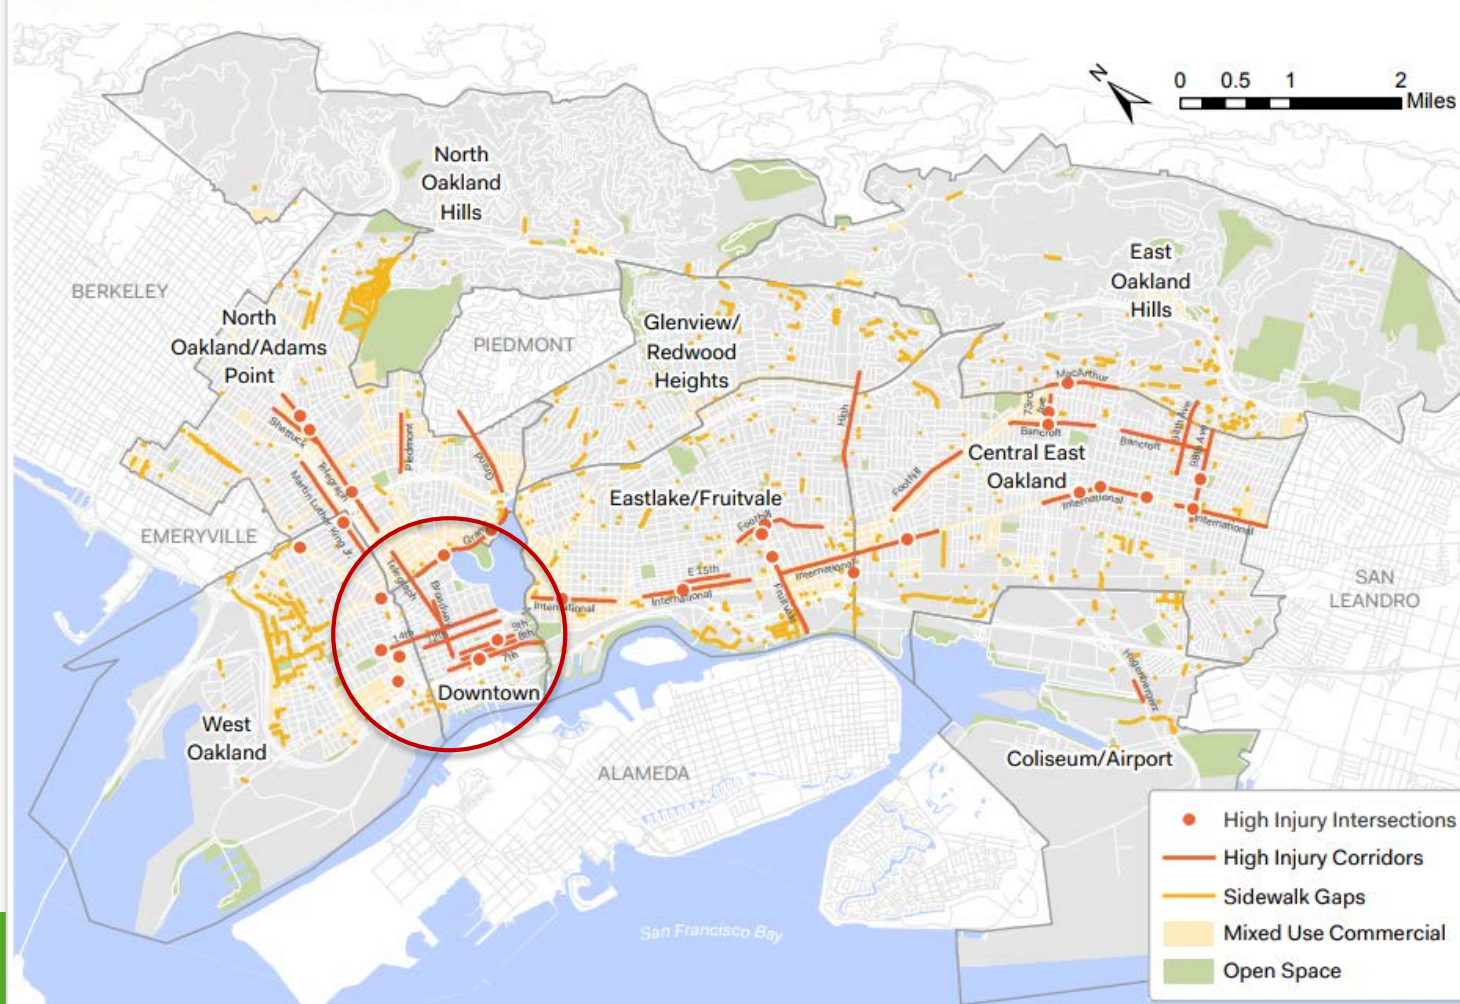 N
0 0.5 1 2
Miles
North
Oakland
Hills
East
Oakland
Hills
BERKELEY
North
Oakland/Adams
Point
PIEDMONT
Glenview/
Redwood
Heights
MacArthur
73rd
Ave
Bancroft
Bancroft
94th Ave
98th Ave
High
Shattuck
Piedmont
Grand
Telegraph
Martin Luther King Jr.
Central East
Oakland
Foothill
International
International
Eastlake/Fruitvale
Foothill
EMERYVILLE
Grand
Telegraph
Broadway
E 15th
International
International
International
Fruitvale
SAN
LEANDRO
14th
12th
9th
8th
7th
Downtown
Hegenberger
West
Oakland
ALAMEDA
Coliseum/Airport
San Francisco Bay
High Injury Intersections
High Injury Corridors
Sidewalk Gaps
Mixed Use Commercial
Open Space